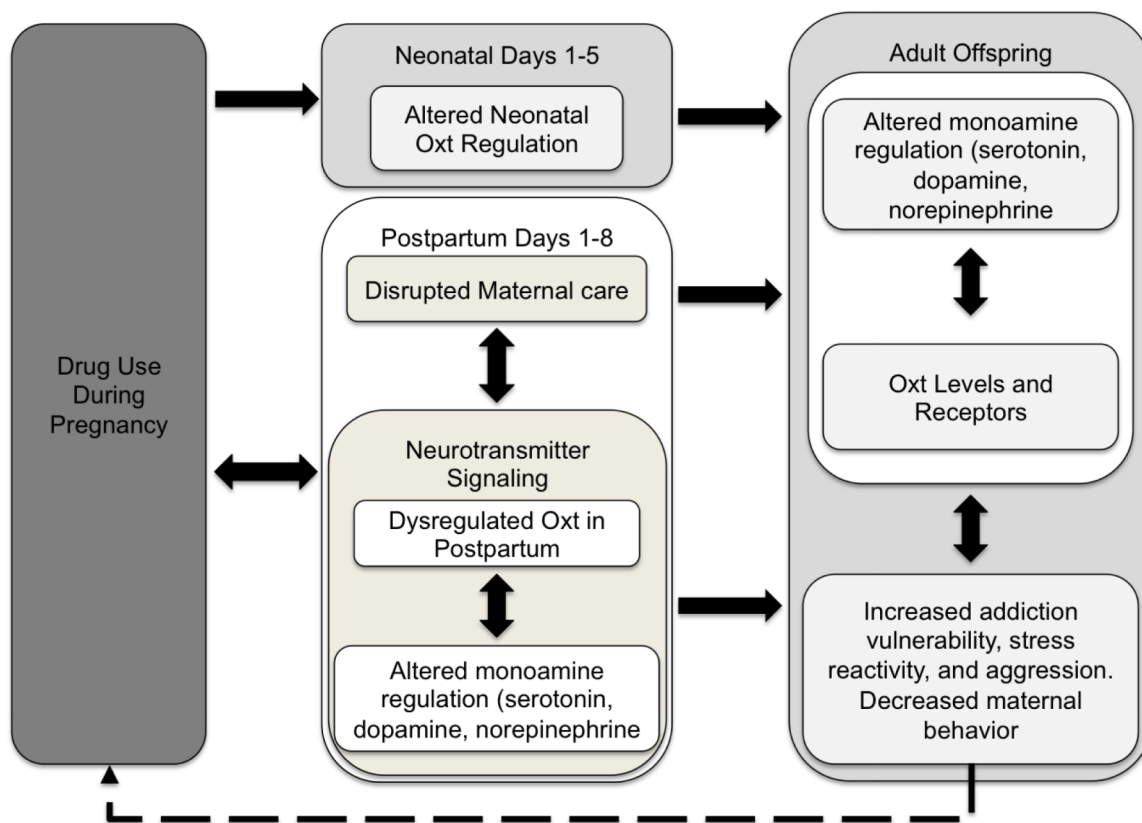 Drug Use
During
Pregnancy
Neonatal Days 1-5
Altered Neonatal
Oxt Regulation
Postpartum Days 1-8
Disrupted Maternal care
Neurotransmitter
Signaling
Dysregulated Oxt in
Postpartum
Altered monoamine
regulation (serotonin,
dopamine, norepinephrine
Adult Offspring
Altered monoamine
regulation (serotonin,
dopamine,
norepinephrine
Oxt Levels and
Receptors
Increased addiction
vulnerability, stress
reactivity, and aggression.
Decreased maternal
behavior